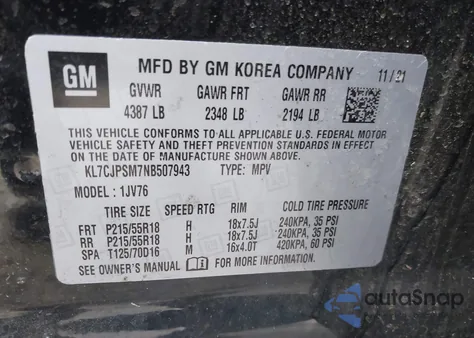 GM MFD BY GM KOREA COMPANY 11/21
GVWR GAWR FRT GAWR RR
4387 LB 2348 LB 2194 LB
THIS VEHICLE CONFORMS TO ALL APPLICABLE U.S. FEDERAL MOTOR
VEHICLE SAFETY AND THEFT PREVENTION STANDARDS IN EFFECT ON THE
DATE OF MANUFACTURE SHOWN ABOVE.
KL7CJPSM7NB507943 TYPE: MPV
MODEL : 1JV76
TIRE SIZE SPEED RTG RIM COLD TIRE PRESSURE
FRT P215/55R18 H 18x7.5J 240KPA, 35 PSI
RR P215/55R18 H 18x7.5J 240KPA, 35 PSI
SPA T125/70D16 M 16x4.0T 420KPA, 60 PSI
SEE OWNER'S MANUAL FOR MORE INFORMATION.
autoSnap